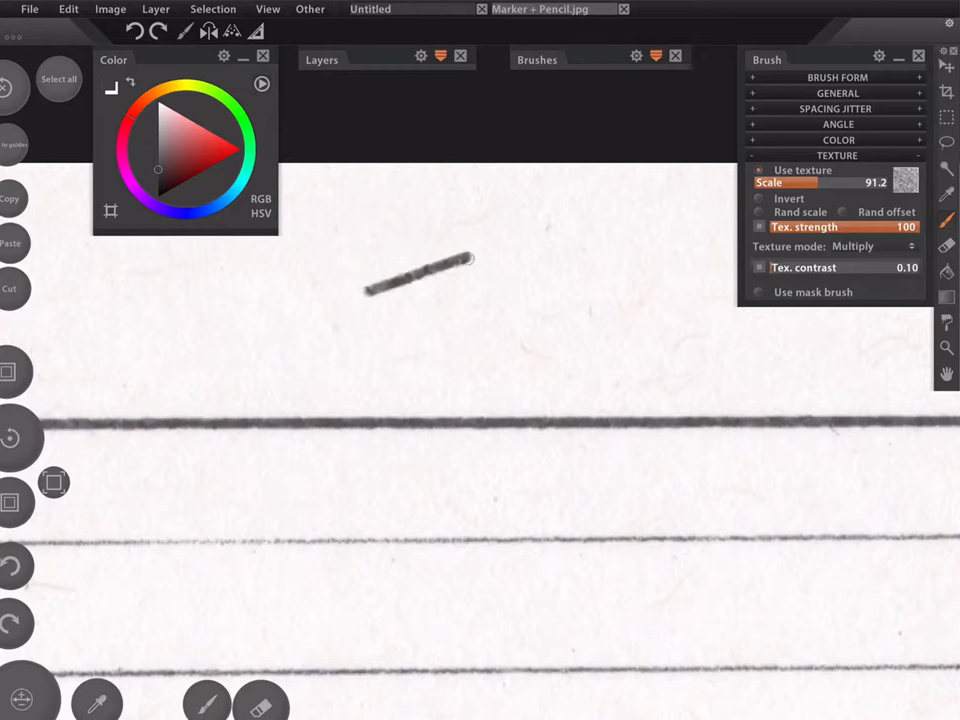 File Edit Image Layer Selection View Other Untitled Marker + Pencil.jpg
Select all
to guides
Copy
Paste
Cut
Color
RGB
HSV
Layers
Brushes
Brush
+ BRUSH FORM +
+ GENERAL +
+ SPACING JITTER +
+ ANGLE +
+ COLOR +
- TEXTURE -
Use texture
Scale 91.2
Invert
Rand scale Rand offset
Tex. strength 100
Texture mode: Multiply
Tex. contrast 0.10
Use mask brush